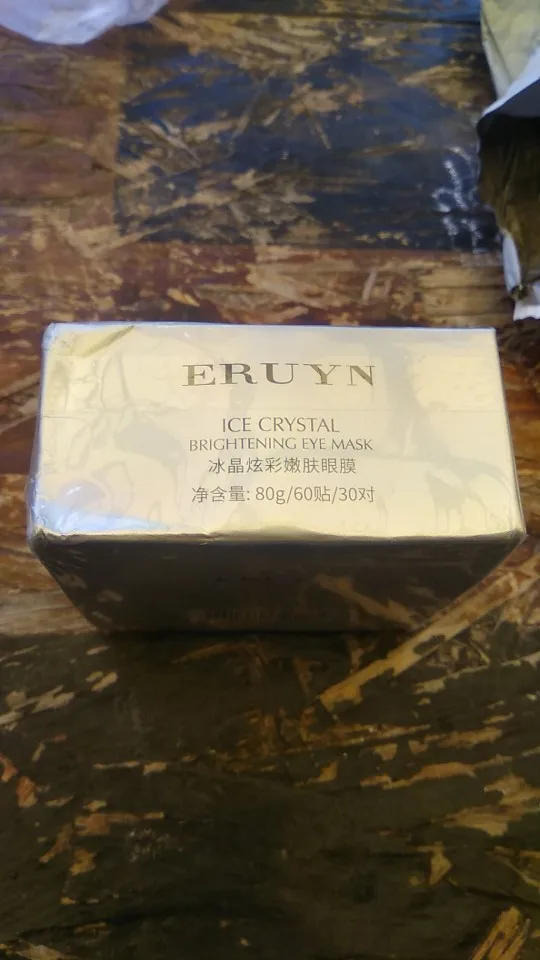 ERUYN
ICE CRYSTAL
BRIGHTENING EYE MASK
冰晶炫彩嫩肤眼膜
净含量: 80g/60贴/30对